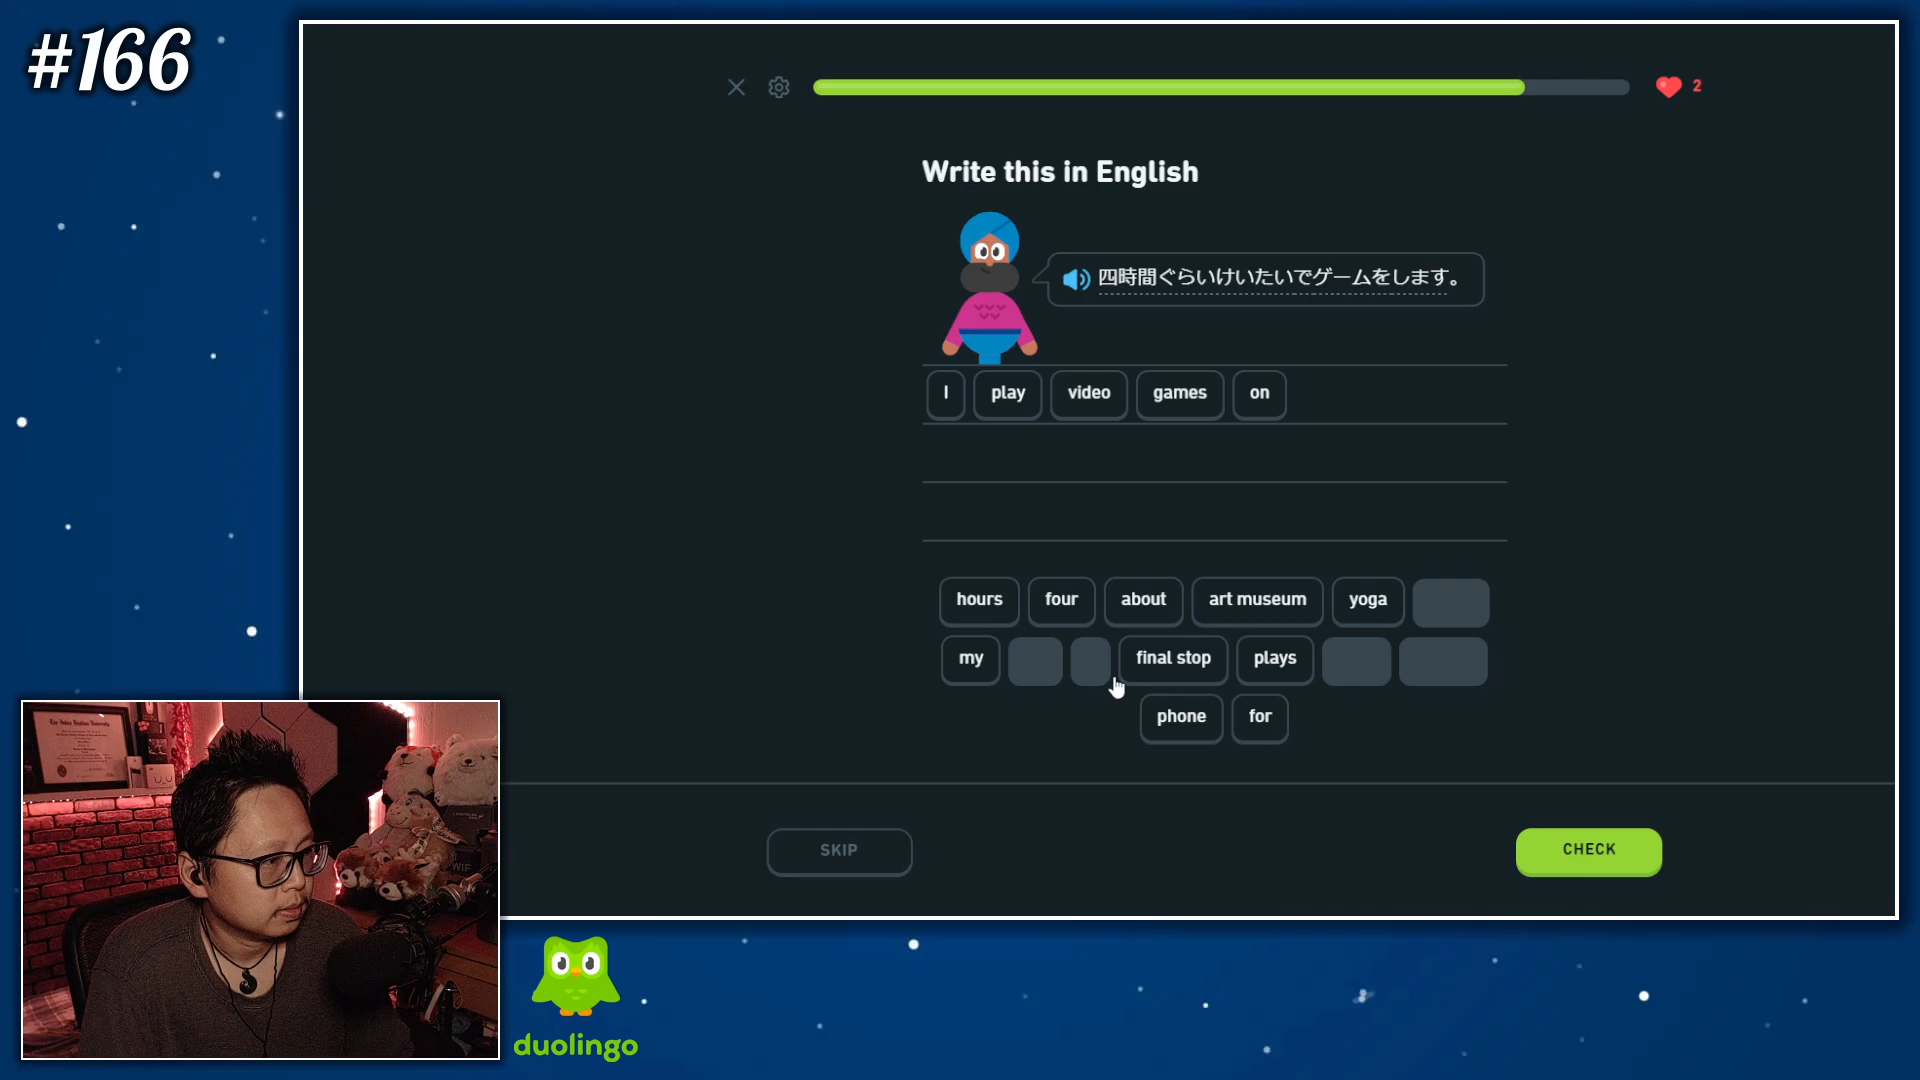 #166
2
Write this in English
四時間ぐらいけいたいでゲームをします。
I play video games on
hours four about art museum yoga
my final stop plays
phone for
SKIP
CHECK
duolingo